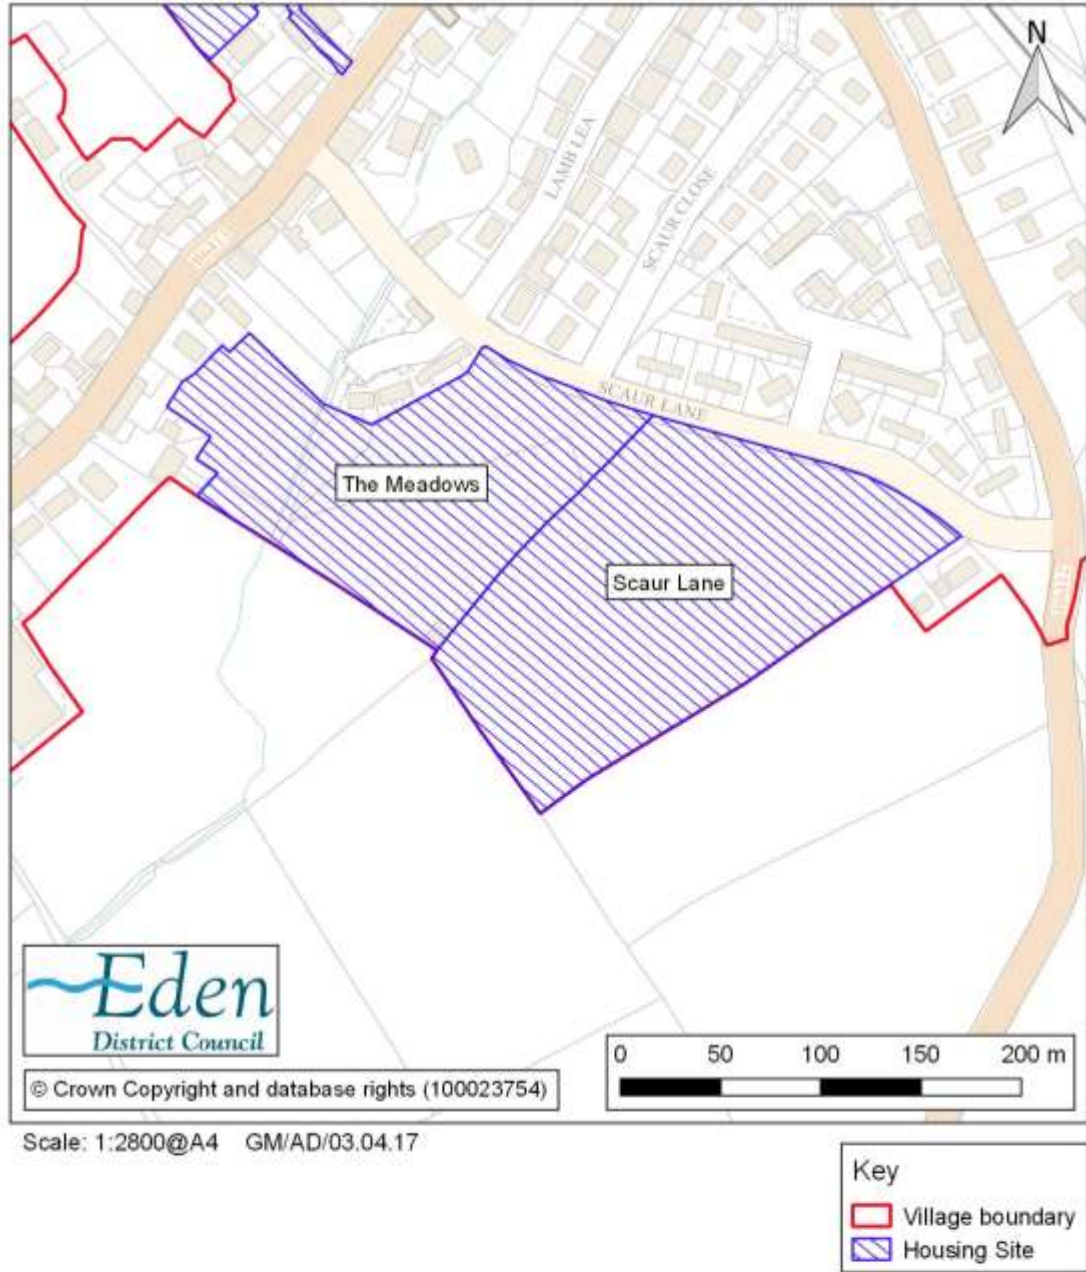 N
LAMB LEA
SCAUR CLOSE
SCAUR LANE
The Meadows
Scaur Lane
Eden
District Council
© Crown Copyright and database rights (100023754)
0 50 100 150 200 m
Scale: 1:2800@A4 GM/AD/03.04.17
Key
Village boundary
Housing Site